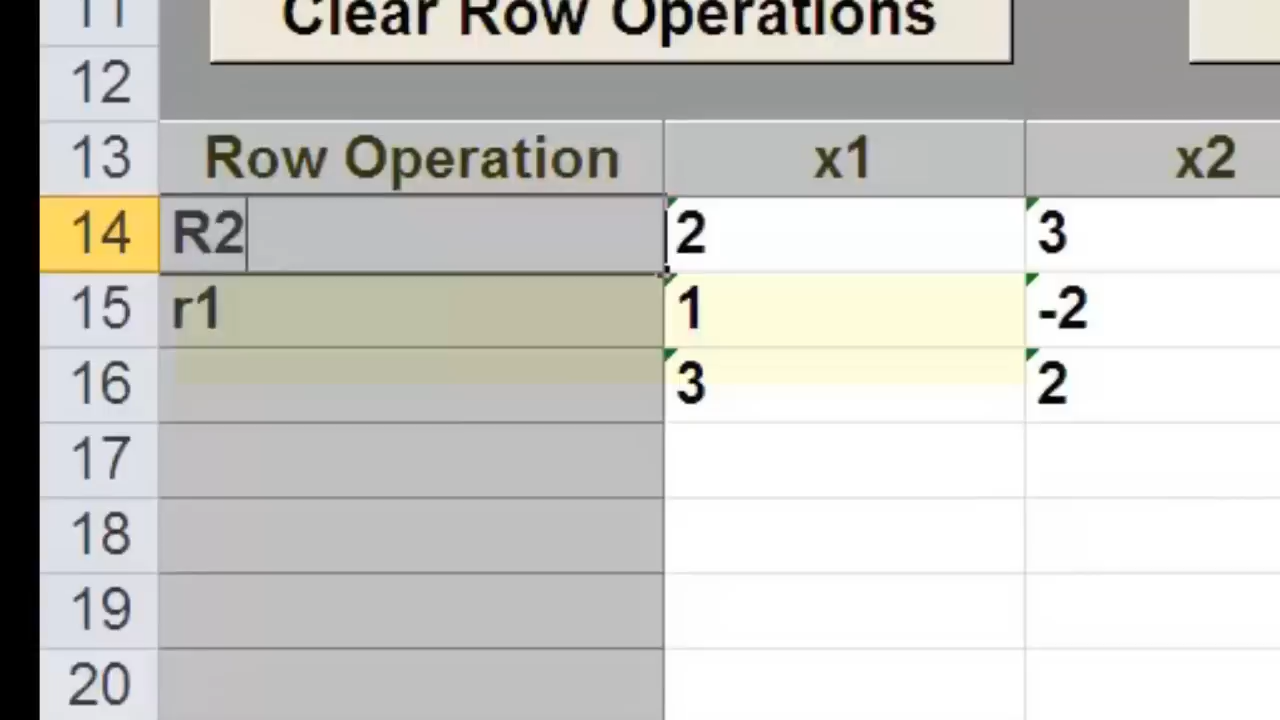 11 Clear Row Operations
12
13 Row Operation x1 x2
14 R2 2 3
15 r1 1 -2
16 3 2
17
18
19
20